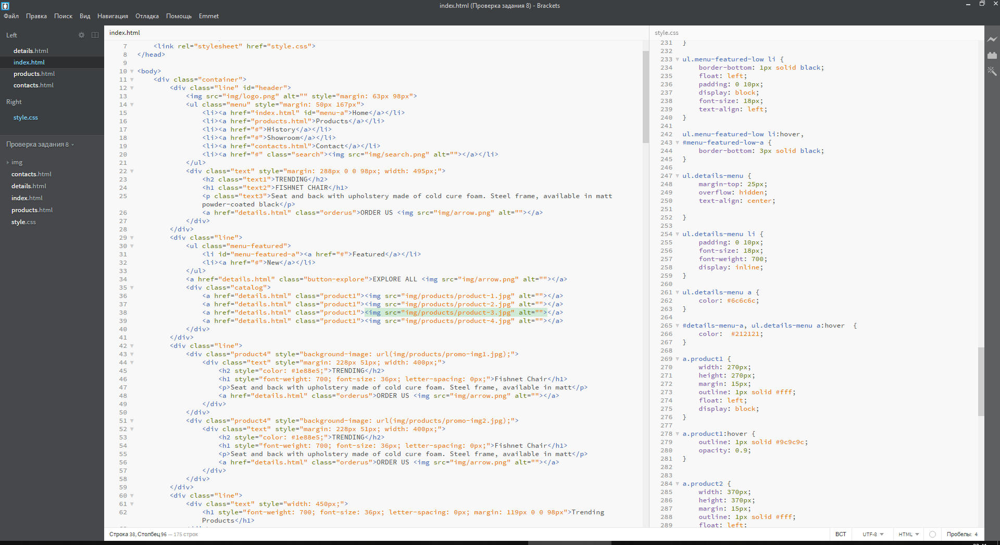 index.html (Проверка задания 8) - Brackets
Файл Правка Поиск Вид Навигация Отладка Помощь Emmet
Left
details.html
index.html
products.html
contacts.html
Right
style.css
Проверка задания 8
img
contacts.html
details.html
index.html
products.html
style.css
index.html
7 <link rel="stylesheet" href="style.css">
8 </head>
9
10 <body>
11 <div class="container">
12 <div class="line" id="header">
13 <img src="img/logo.png" alt="" style="margin: 63px 98px">
14 <ul class="menu" style="margin: 50px 167px">
15 <li><a href="index.html" id="menu-a">Home</a></li>
16 <li><a href="products.html">Products</a></li>
17 <li><a href="#">History</a></li>
18 <li><a href="#">Showroom</a></li>
19 <li><a href="contacts.html">Contact</a></li>
20 <li><a href="#" class="search"><img src="img/search.png" alt=""></a></li>
21 </ul>
22 <div class="text" style="margin: 288px 0 0 98px; width: 495px;">
23 <h2 class="text1">TRENDING</h2>
24 <h1 class="text2">FISHNET CHAIR</h1>
25 <p class="text3">Seat and back with upholstery made of cold cure foam. Steel frame, available in matt
powder-coated black</p>
26 <a href="details.html" class="orderus">ORDER US <img src="img/arrow.png" alt=""></a>
27 </div>
28 </div>
29 <div class="line">
30 <ul class="menu-featured">
31 <li id="menu-featured-a"><a href="#">Featured</a></li>
32 <li><a href="#">New</a></li>
33 </ul>
34 <a href="details.html" class="button-explore">EXPLORE ALL <img src="img/arrow.png" alt=""></a>
35 <div class="catalog">
36 <a href="details.html" class="product1"><img src="img/products/product-1.jpg" alt=""></a>
37 <a href="details.html" class="product1"><img src="img/products/product-2.jpg" alt=""></a>
38 <a href="details.html" class="product1"><img src="img/products/product-3.jpg" alt=""></a>
39 <a href="details.html" class="product1"><img src="img/products/product-4.jpg" alt=""></a>
40 </div>
41 </div>
42 <div class="line">
43 <div class="product4" style="background-image: url(img/products/promo-img1.jpg);">
44 <div class="text" style="margin: 228px 51px; width: 400px;">
45 <h2 style="color: #1e88e5;">TRENDING</h2>
46 <h1 style="font-weight: 700; font-size: 36px; letter-spacing: 0px;">Fishnet Chair</h1>
47 <p>Seat and back with upholstery made of cold cure foam. Steel frame, available in matt</p>
48 <a href="details.html" class="orderus">ORDER US <img src="img/arrow.png" alt=""></a>
49 </div>
50 </div>
51 <div class="product4" style="background-image: url(img/products/promo-img2.jpg);">
52 <div class="text" style="margin: 228px 51px; width: 400px;">
53 <h2 style="color: #1e88e5;">TRENDING</h2>
54 <h1 style="font-weight: 700; font-size: 36px; letter-spacing: 0px;">Fishnet Chair</h1>
55 <p>Seat and back with upholstery made of cold cure foam. Steel frame, available in matt</p>
56 <a href="details.html" class="orderus">ORDER US <img src="img/arrow.png" alt=""></a>
57 </div>
58 </div>
59 </div>
60 <div class="line">
61 <div class="text" style="width: 450px;">
62 <h1 style="font-weight: 700; font-size: 36px; letter-spacing: 0px; margin: 119px 0 0 98px">Trending
Products</h1>
style.css
231 }
232
233 ul.menu-featured-low li {
234 border-bottom: 1px solid black;
235 float: left;
236 padding: 0 10px;
237 display: block;
238 font-size: 18px;
239 text-align: left;
240 }
241
242 ul.menu-featured-low li:hover,
243 #menu-featured-low-a {
244 border-bottom: 3px solid black;
245 }
246
247 ul.details-menu {
248 margin-top: 25px;
249 overflow: hidden;
250 text-align: center;
251
252 }
253
254 ul.details-menu li {
255 padding: 0 10px;
256 font-size: 18px;
257 font-weight: 700;
258 display: inline;
259 }
260
261 ul.details-menu a {
262 color: #6c6c6c;
263 }
264
265 #details-menu-a, ul.details-menu a:hover {
266 color: #212121;
267 }
268
269 a.product1 {
270 width: 270px;
271 height: 270px;
272 margin: 15px;
273 outline: 1px solid #fff;
274 float: left;
275 display: block;
276 }
277
278 a.product1:hover {
279 outline: 1px solid #9c9c9c;
280 opacity: 0.9;
281 }
282
283
284 a.product2 {
285 width: 370px;
286 height: 370px;
287 margin: 15px;
288 outline: 1px solid #fff;
289 float: left;
Строка 38, Столбец 96 — 175 строк
ВСТ UTF-8 HTML Пробелы: 4